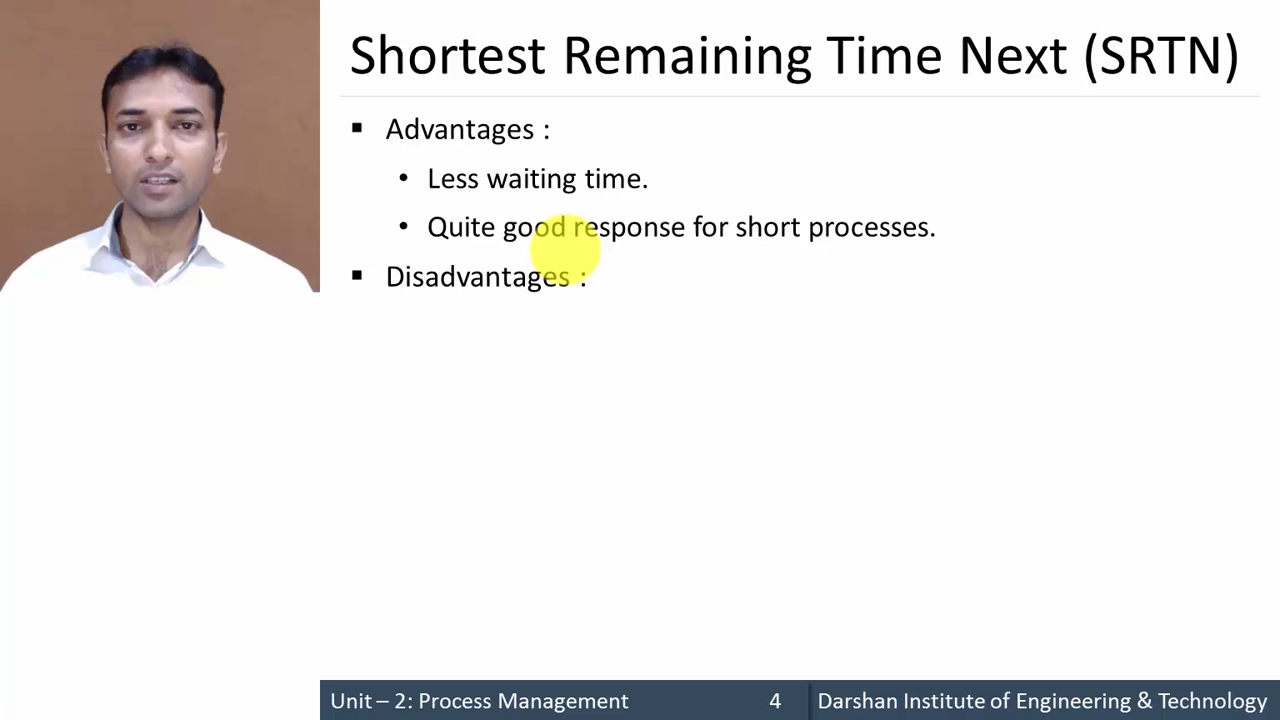 Shortest Remaining Time Next (SRTN)
▪ Advantages :
• Less waiting time.
• Quite good response for short processes.
▪ Disadvantages :
Unit – 2: Process Management 4 Darshan Institute of Engineering & Technology